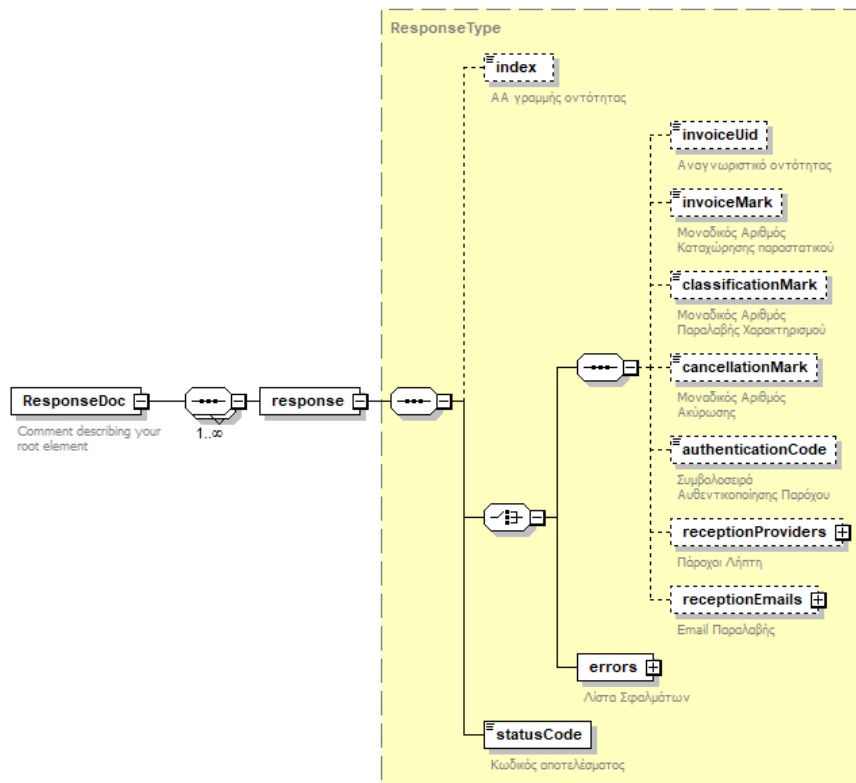 ResponseType
index
ΑΑ γραμμής οντότητας
invoiceUid
Αναγνωριστικό οντότητας
invoiceMark
Μοναδικός Αριθμός
Καταχώρησης παραστατικού
classificationMark
Μοναδικός Αριθμός
Παραλαβής Χαρακτηρισμού
cancellationMark
Μοναδικός Αριθμός
Ακύρωσης
ResponseDoc
Comment describing your
root element
1..∞
response
authenticationCode
Συμβολοσειρά
Αυθεντικοποίησης Παρόχου
receptionProviders
Πάροχοι Λήπτη
receptionEmails
Email Παραλαβής
errors
Λίστα Σφαλμάτων
statusCode
Κωδικός αποτελέσματος